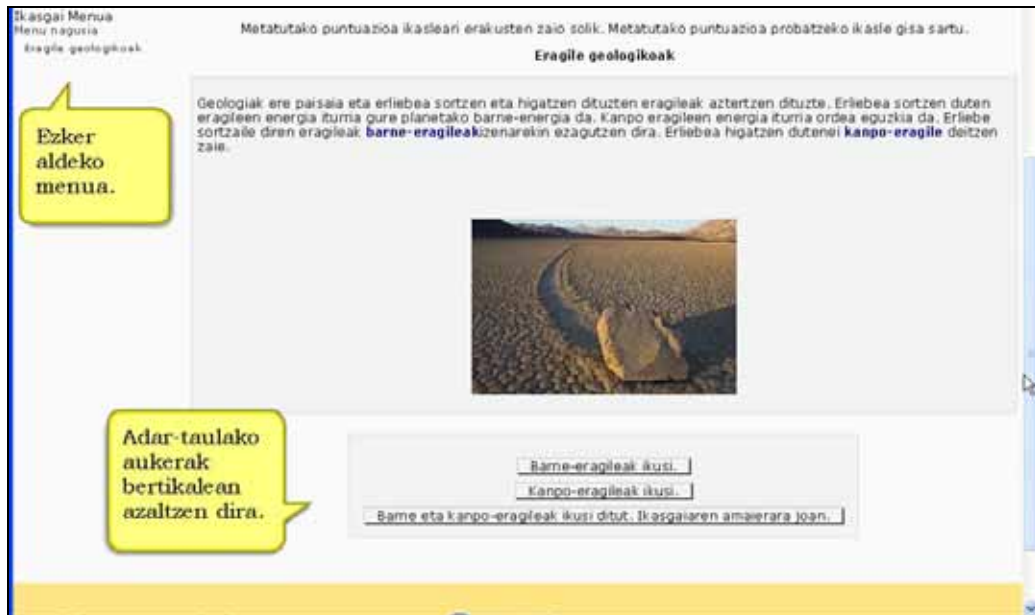 Ikasgai Menua
Menu nagusia
Eragile geologikoak
Metatutako puntuazioa ikasleari erakusten zaio solik. Metatutako puntuazioa probatzeko ikasle gisa sartu.
Eragile geologikoak
Geologiak ere paisaia eta erliebea sortzen eta higatzen dituzten eragileak aztertzen dituzte. Erliebea sortzen duten
eragileen energia iturria gure planetako barne-energia da. Kanpo eragileen energia iturria ordea eguzkia da. Erliebe
sortzaile diren eragileak barne-eragileakizenarekin ezagutzen dira. Erliebea higatzen dutenei kanpo-eragile deitzen
zaie.
Ezker
aldeko
menua.
Adar-taulako
aukerak
bertikalean
azaltzen dira.
Barne-eragileak ikusi.
Kanpo-eragileak ikusi.
Barne eta kanpo-eragileak ikusi ditut. Ikasgaiaren amaierara joan.